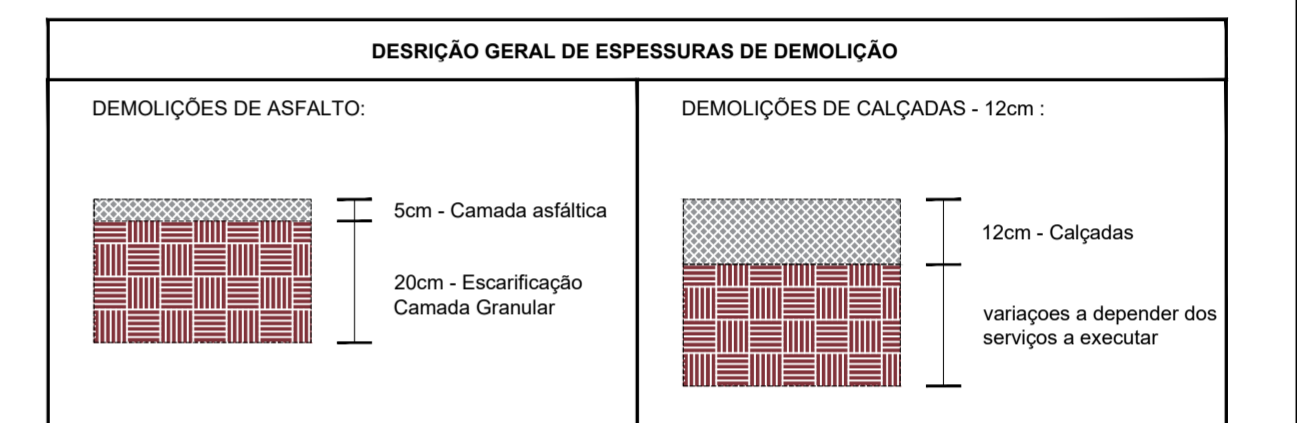 DESRIÇÃO GERAL DE ESPESSURAS DE DEMOLIÇÃO
DEMOLIÇÕES DE ASFALTO:
5cm - Camada asfáltica
20cm - Escarificação
Camada Granular
DEMOLIÇÕES DE CALÇADAS - 12cm :
12cm - Calçadas
variaçoes a depender dos
serviços a executar